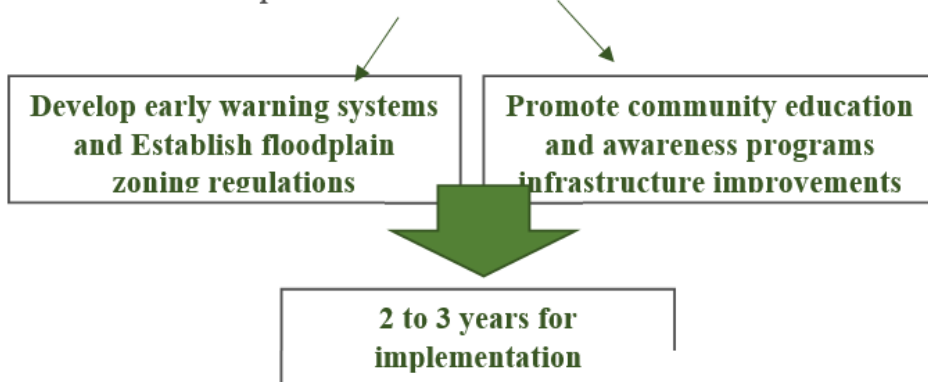 Develop early warning systems
and Establish floodplain
zoning regulations
Promote community education
and awareness programs
infrastructure improvements
2 to 3 years for
implementation